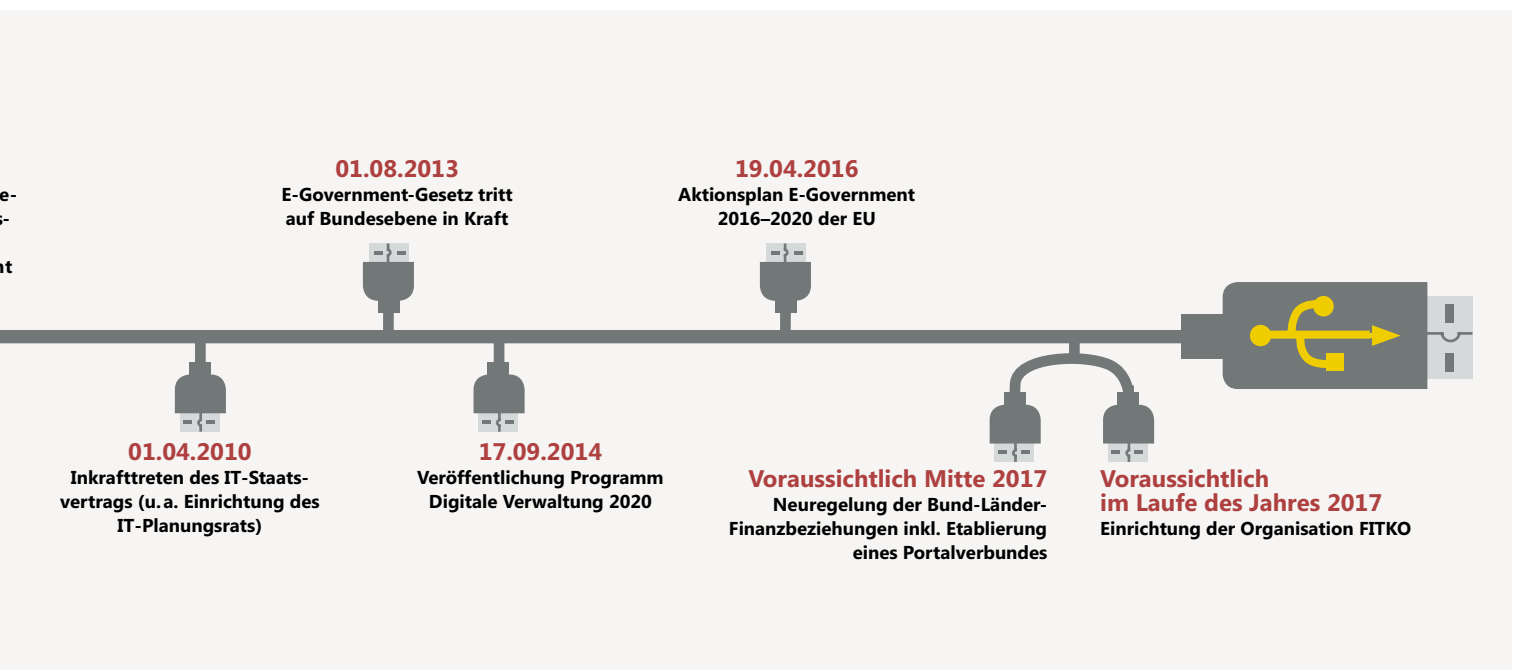 e-
s-
nt
01.08.2013
E-Government-Gesetz tritt
auf Bundesebene in Kraft
19.04.2016
Aktionsplan E-Government
2016–2020 der EU
01.04.2010
Inkrafttreten des IT-Staats-
vertrags (u. a. Einrichtung des
IT-Planungsrats)
17.09.2014
Veröffentlichung Programm
Digitale Verwaltung 2020
Voraussichtlich Mitte 2017
Neuregelung der Bund-Länder-
Finanzbeziehungen inkl. Etablierung
eines Portalverbundes
Voraussichtlich
im Laufe des Jahres 2017
Einrichtung der Organisation FITKO